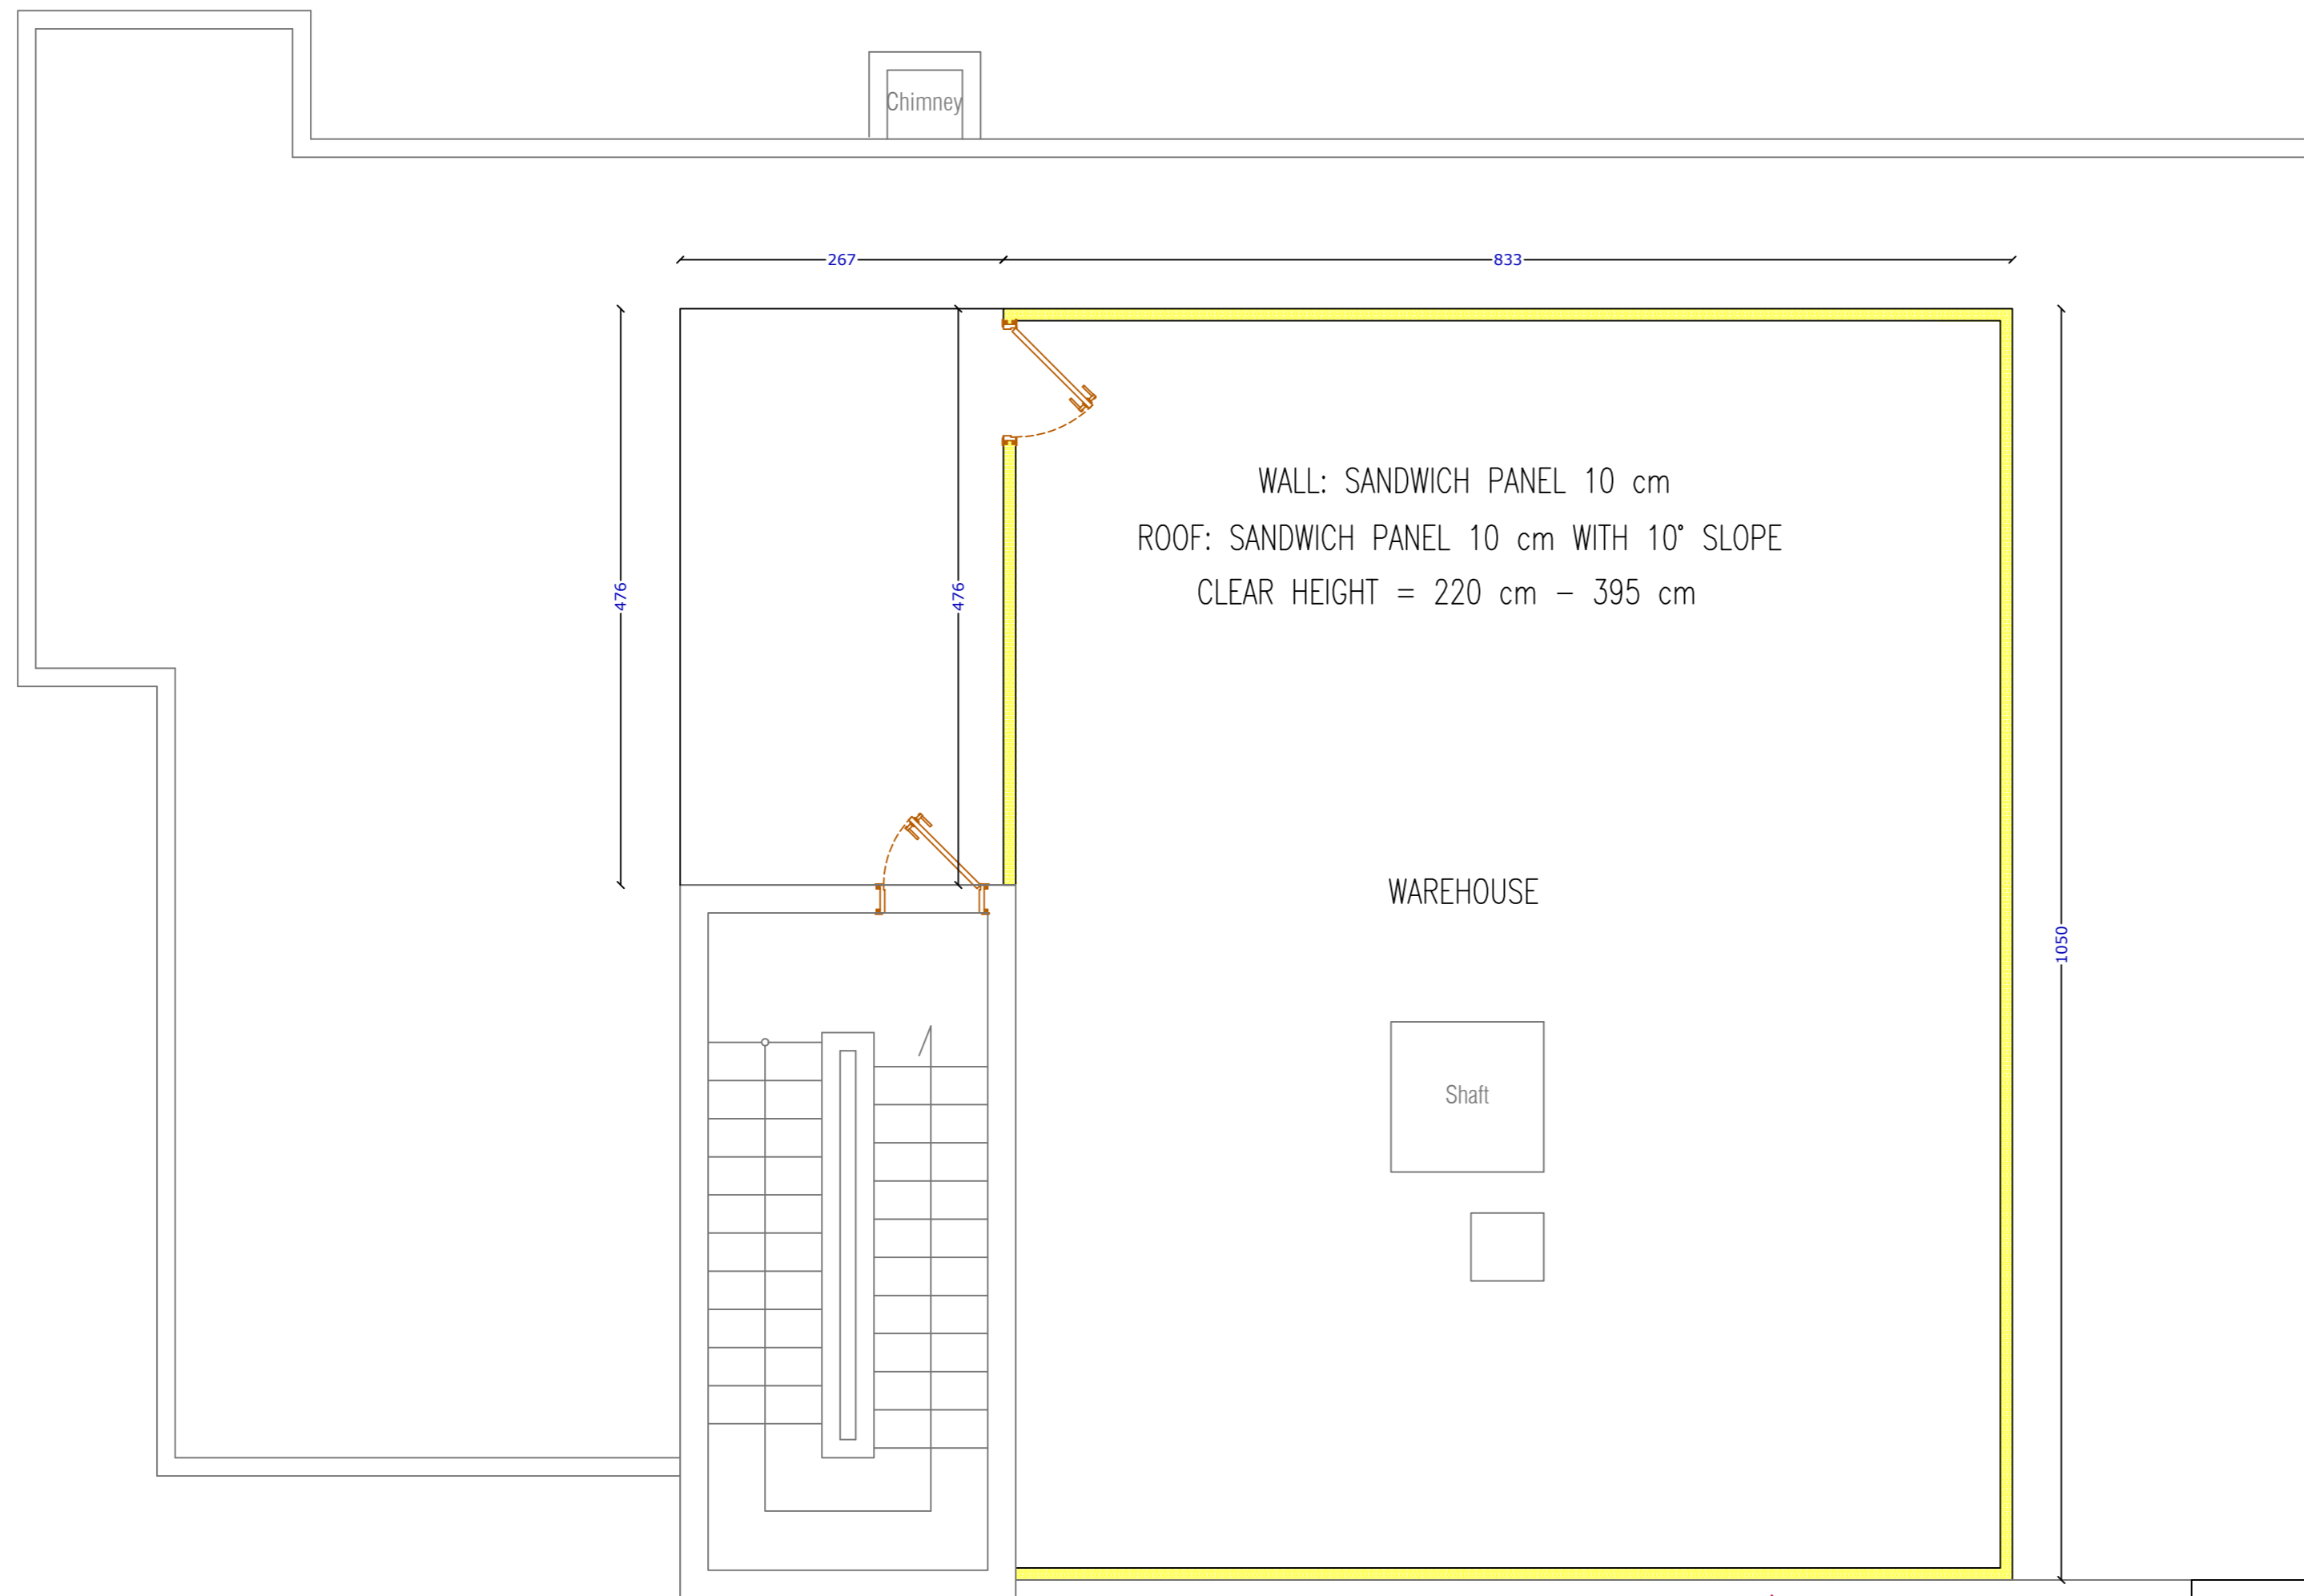 Chimney
267
833
476
476
WALL: SANDWICH PANEL 10 cm
ROOF: SANDWICH PANEL 10 cm WITH 10° SLOPE
CLEAR HEIGHT = 220 cm - 395 cm
WAREHOUSE
1050
Shaft